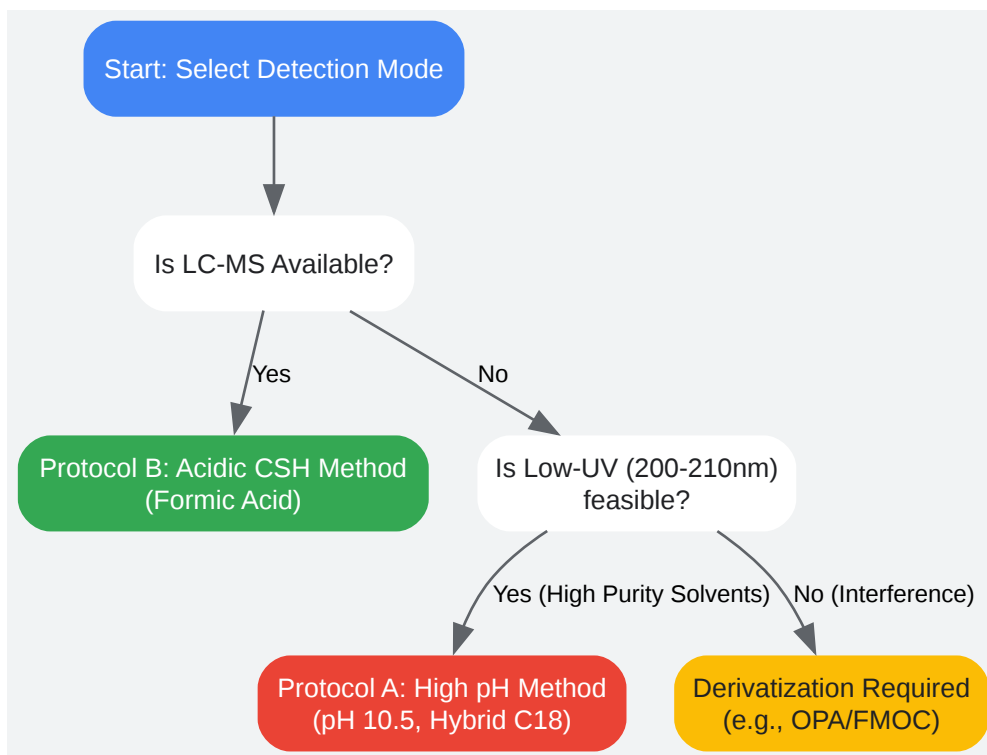 Start: Select Detection Mode
Is LC-MS Available?
Yes
No
Protocol B: Acidic CSH Method
(Formic Acid)
Is Low-UV (200-210nm)
feasible?
Yes (High Purity Solvents)
No (Interference)
Protocol A: High pH Method
(pH 10.5, Hybrid C18)
Derivatization Required
(e.g., OPA/FMOC)